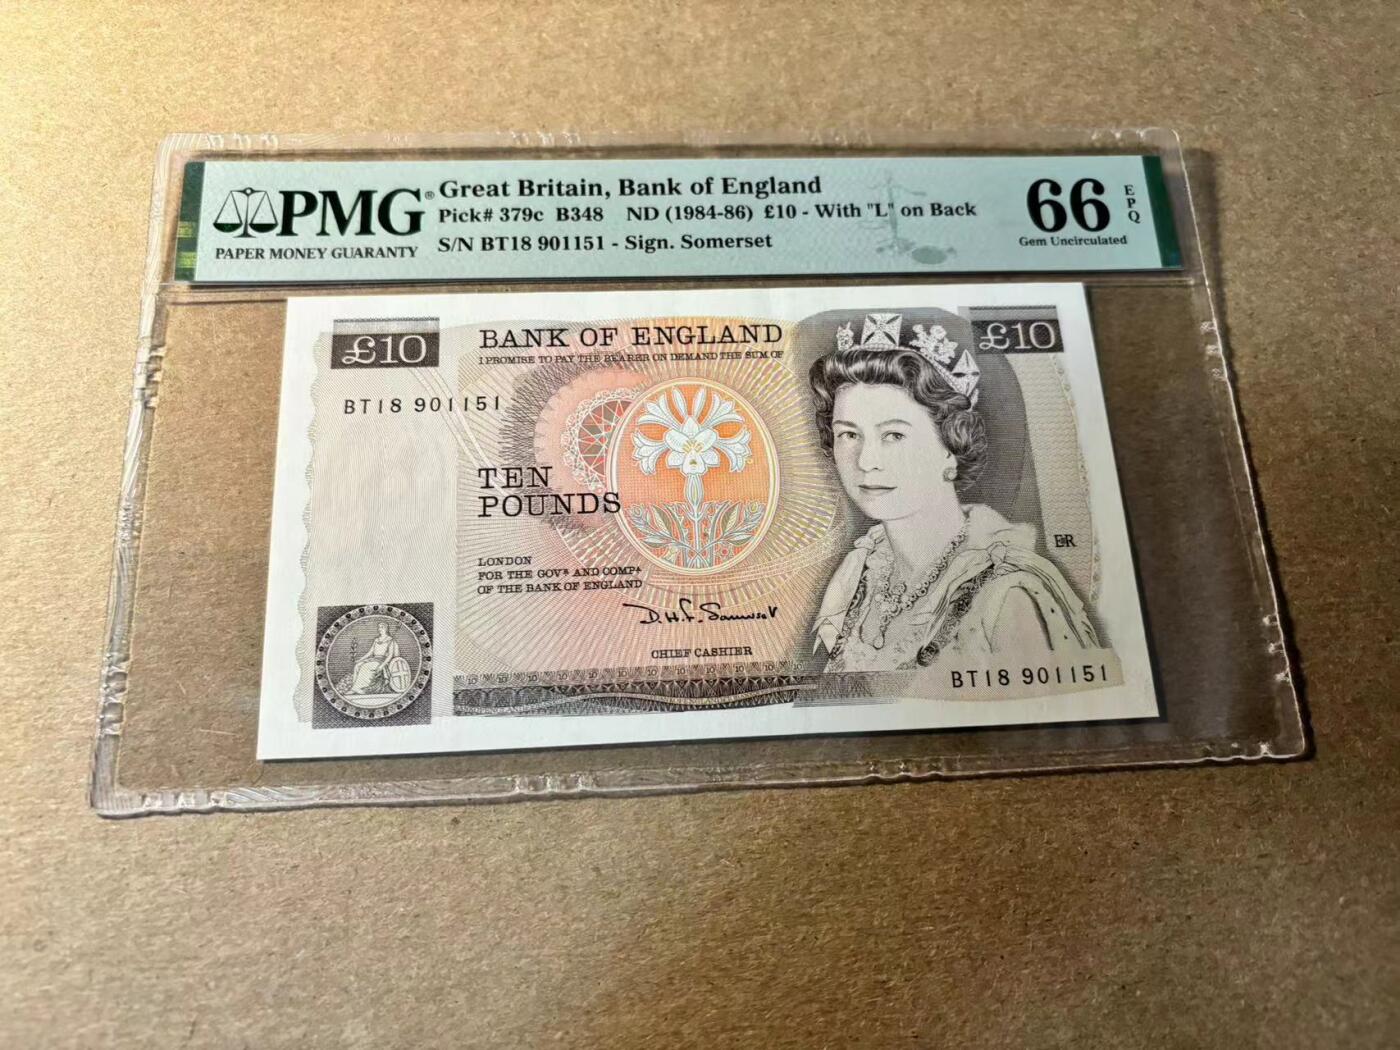 PMG®
PAPER MONEY GUARANTY
Great Britain, Bank of England
Pick# 379c B348 ND (1984-86) £10 - With "L" on Back
S/N BT18 901151 - Sign. Somerset
66
EPQ
Gem Uncirculated
£10
BANK OF ENGLAND
I PROMISE TO PAY THE BEARER ON DEMAND THE SUM OF
£10
BT18 901151
TEN
POUNDS
LONDON
FOR THE GOVR AND COMPA
OF THE BANK OF ENGLAND
D.H.F. Somerset
CHIEF CASHIER
ER
BT18 901151